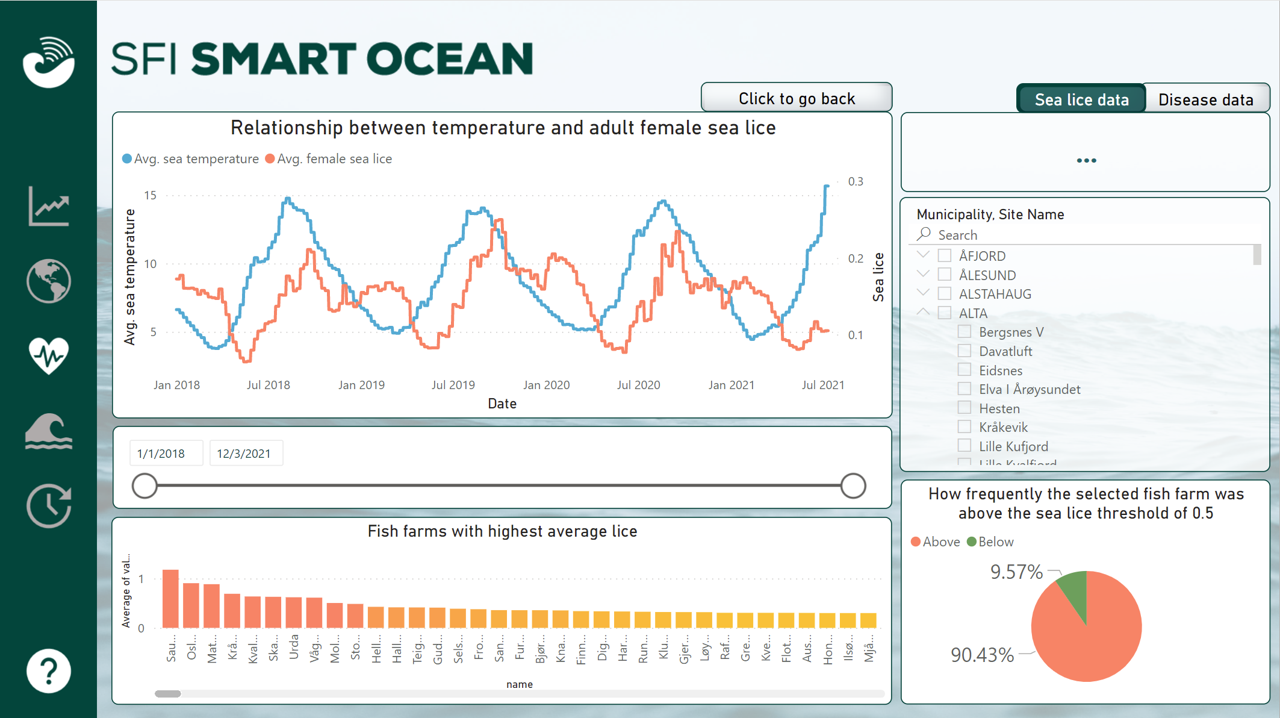 SFI SMART OCEAN
Click to go back
Sea lice data
Disease data
Relationship between temperature and adult female sea lice
Avg. sea temperature
Avg. female sea lice
Avg. sea temperature
15
10
5
0.3
0.2
0.1
Sea lice
Jan 2018
Jul 2018
Jan 2019
Jul 2019
Jan 2020
Jul 2020
Jan 2021
Jul 2021
Date
...
Municipality, Site Name
Search
ÅFJORD
ÅLESUND
ALSTAHAUG
ALTA
Bergsnes V
Davatluft
Eidsnes
Elva I Årøysundet
Hesten
Kråkevik
Lille Kufjord
Lille Kvalfjord
1/1/2018
12/3/2021
Fish farms with highest average lice
Average of val...
1
0
Sau...
Osl...
Mat...
Krå...
Kval...
Ska...
Urda
Våg...
Mol...
Sto...
Hell...
Hall...
Teig...
Gud...
Sels...
Fro...
San...
Fur...
Bjør...
Kna...
Finn...
Dig...
Har...
Run...
Klu...
Gjer...
Løy...
Raf...
Gre...
Kve...
Flot...
Aus...
Hon...
Ilsø...
Mjå...
name
How frequently the selected fish farm was
above the sea lice threshold of 0.5
Above
Below
9.57%
90.43%
?